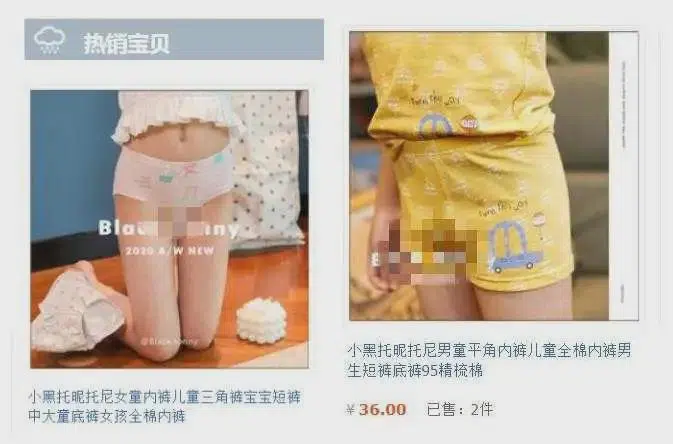 热销宝贝
Black
nny
2020 A/W NEW
@Black
小黑托昵托尼女童内裤儿童三角裤宝宝短裤
中大童底裤女孩全棉内裤
小黑托昵托尼男童平角内裤儿童全棉内裤男
生短裤底裤95精梳棉
¥ 36.00 已售：2件